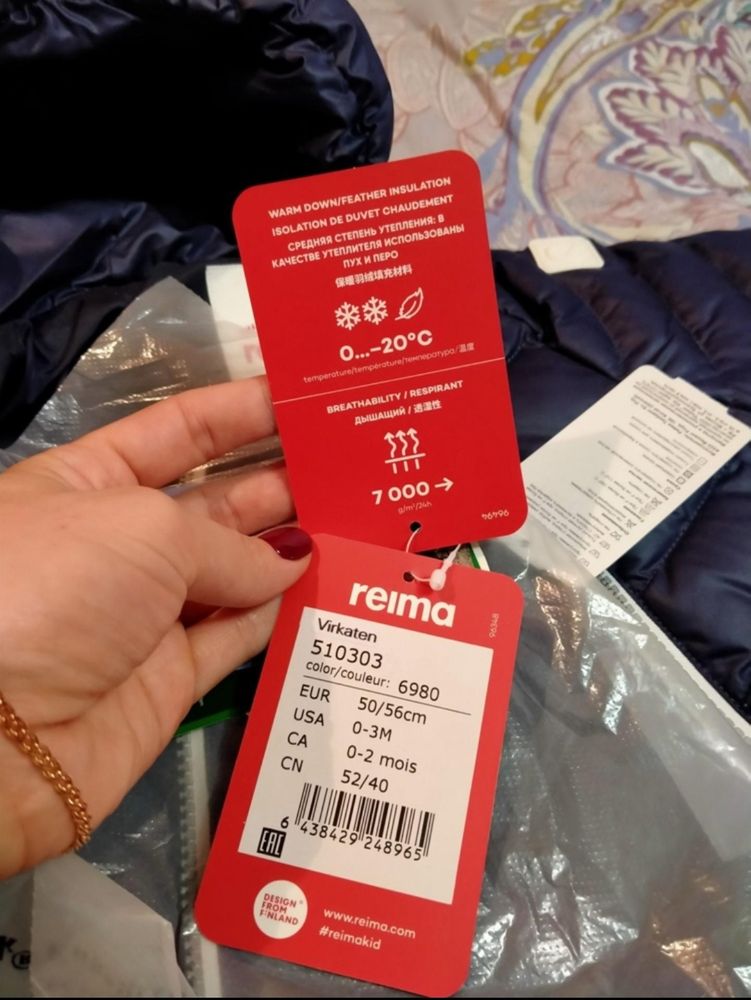 WARM DOWN/FEATHER INSULATION
ISOLATION DE DUVET CHAUDEMENT
СРЕДНЯЯ СТЕПЕНЬ УТЕПЛЕНИЯ: В
КАЧЕСТВЕ УТЕПЛИТЕЛЯ ИСПОЛЬЗОВАНЫ
ПУХ И ПЕРО
保暖羽绒填充材料
0...-20°C
temperature/température/температура/温度
BREATHABILITY / RESPIRANT
ДЫШАЩИЙ / 透湿性
7 000 →
g/m²/24h
96494
reima
96348
Virkaten
510303
color/couleur: 6980
EUR 50/56cm
USA 0-3M
CA 0-2 mois
CN 52/40
6 438429 248965
EAC
DESIGN
FROM
FINLAND
www.reima.com
#reimakid